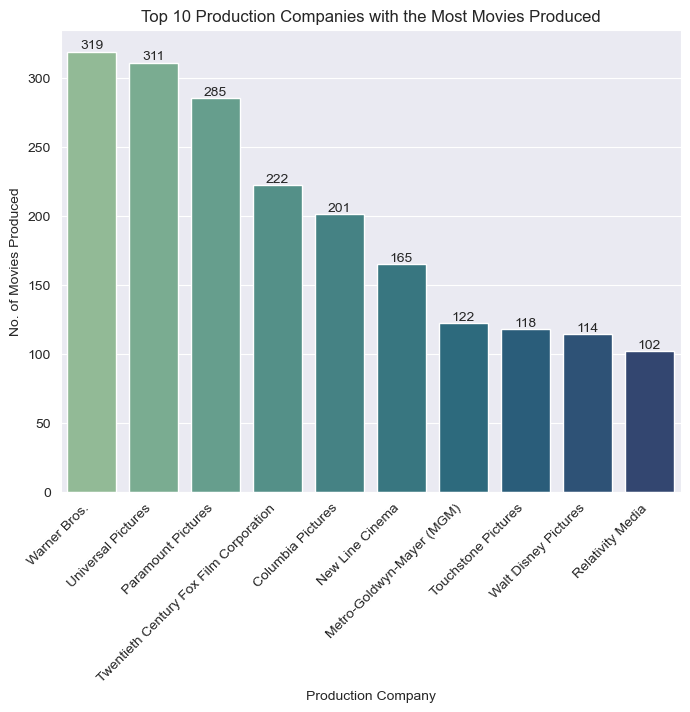 Top 10 Production Companies with the Most Movies Produced
No. of Movies Produced
300
250
200
150
100
50
0
319
311
285
222
201
165
122
118
114
102
Warner Bros.
Universal Pictures
Paramount Pictures
Twentieth Century Fox Film Corporation
Columbia Pictures
New Line Cinema
Metro-Goldwyn-Mayer (MGM)
Touchstone Pictures
Walt Disney Pictures
Relativity Media
Production Company